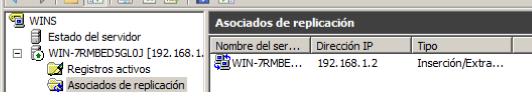 WINS
Estado del servidor
WIN-7RMBED5GL0J [192.168.1.
Registros activos
Asociados de replicación
Asociados de replicación
Nombre del ser... Dirección IP Tipo
WIN-7RMBE... 192.168.1.2 Inserción/Extra...